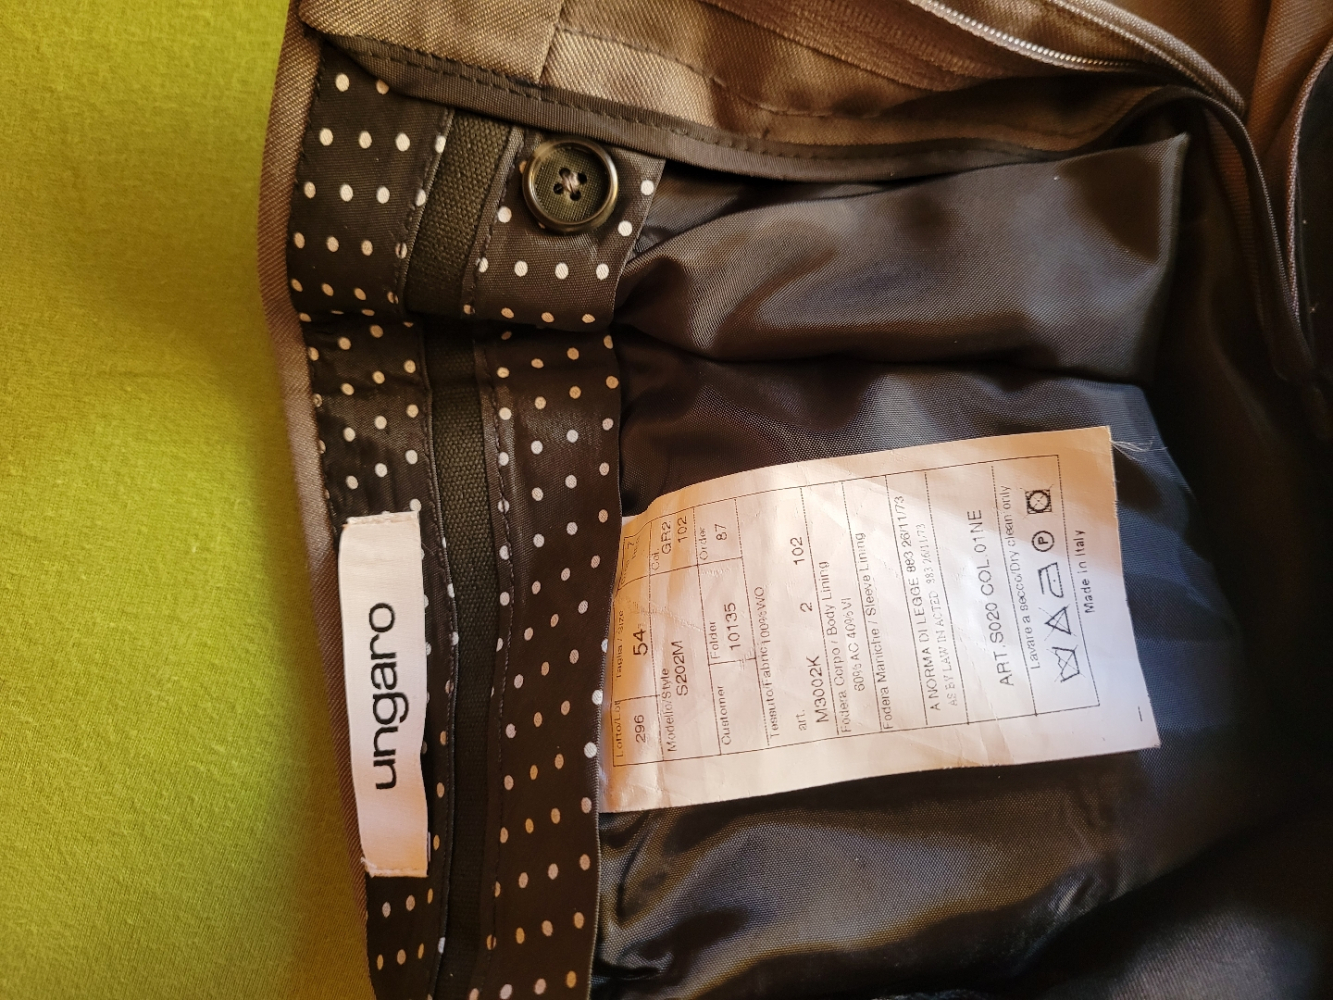 ungaro
Lotto/Lot Taglia / Size
296 54
Modello/Style Col.
S202M GR2
102
Customer Folder Order
10135 87
Tessuto/Fabric 100%WO
art. 2 102
M3002K
Fodera Corpo / Body Lining
60% AC 40% VI
Fodera Maniche / Sleeve Lining
A NORMA DI LEGGE 883 26/11/73
AS BY LAW IN ACTED 883 26/11/73
ART.S020 COL.01NE
Lavare a secco/Dry clean only
P
Made in Italy